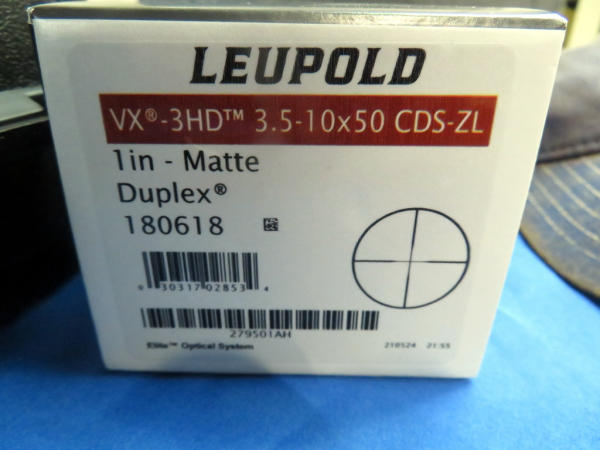 LEUPOLD
VX®-3HD™ 3.5-10x50 CDS-ZL
1in - Matte
Duplex®
180618
0 30317 02853 4
279501AH
Elite™ Optical System 210524 21:55